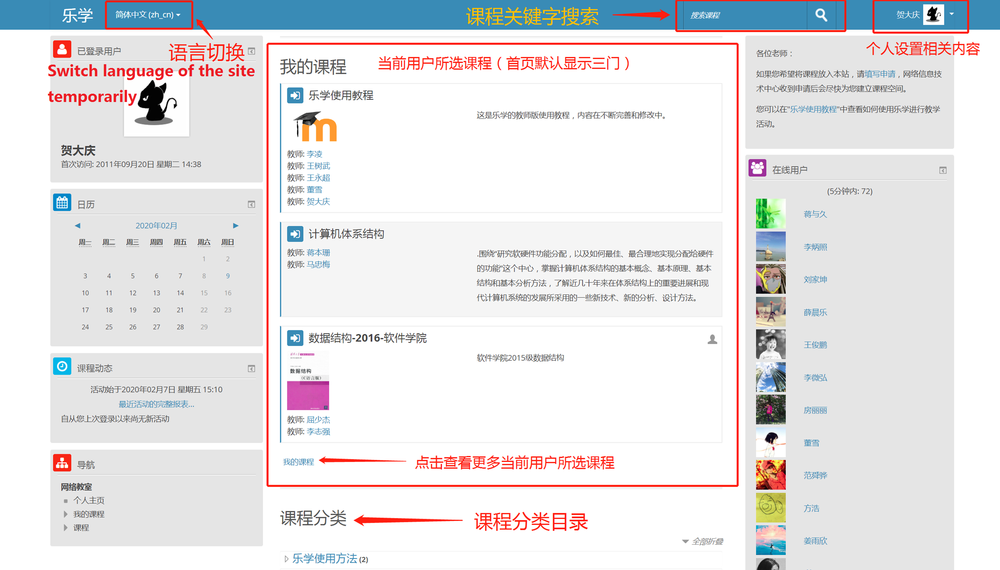 乐学
简体中文 (zh_cn)
课程关键字搜索
搜索课程
贺大庆
语言切换
Switch language of the site
temporarily
个人设置相关内容
已登录用户
贺大庆
首次访问: 2011年09月20日 星期二 14:38
日历
2020年02月
周一 周二 周三 周四 周五 周六 周日
1 2
3 4 5 6 7 8 9
10 11 12 13 14 15 16
17 18 19 20 21 22 23
24 25 26 27 28 29
课程动态
活动始于2020年02月7日 星期五 15:10
最近活动的完整报表...
自从您上次登录以来尚无新活动
导航
网络教室
个人主页
我的课程
课程
我的课程
当前用户所选课程（首页默认显示三门）
乐学使用教程
这是乐学的教师版使用教程，内容在不断完善和修改中。
教师: 李凌
教师: 王树武
教师: 王永超
教师: 董雪
教师: 贺大庆
计算机体系结构
教师: 蒋本珊
教师: 马忠梅
.围绕“研究软硬件功能分配，以及如何最佳、最合理地实现分配给硬件
的功能”这个中心，掌握计算机体系结构的基本概念、基本原理、基本
结构和基本分析方法，了解近几十年来在体系结构上的重要进展和现
代计算机系统的发展所采用的一些新技术、新的分析、设计方法。
数据结构-2016-软件学院
软件学院2015级数据结构
数据结构
(C语言版)
教师: 屈少杰
教师: 李志强
我的课程
点击查看更多当前用户所选课程
课程分类
课程分类目录
全部折叠
乐学使用方法 (2)
各位老师：
如果您希望将课程放入本站，请填写申请，网络信息技
术中心收到申请后会尽快为您建立课程空间。
您可以在"乐学使用教程"中查看如何使用乐学进行教学
活动。
在线用户
(5分钟内: 72)
蒋与久
李炳照
刘家坤
薛晨乐
王俊鹏
李微弘
房丽丽
董雪
范舜骅
方浩
姜雨欣